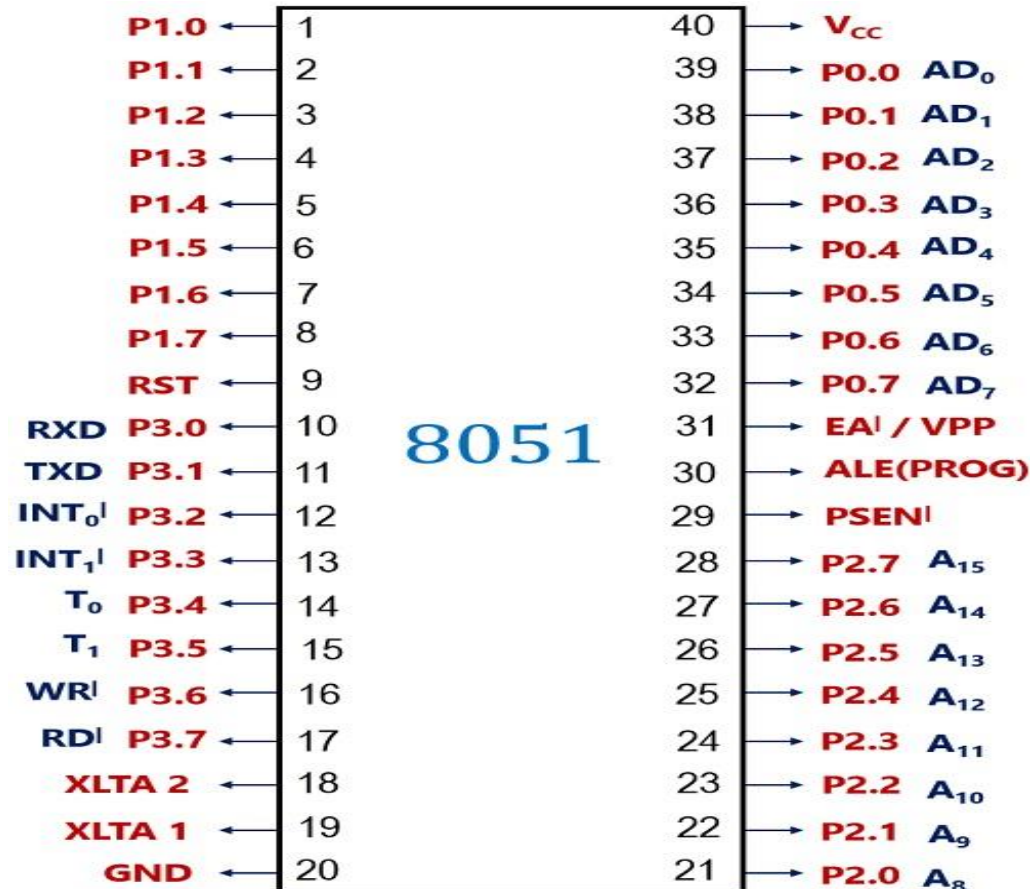 P1.0 1 40 V_CC
P1.1 2 39 P0.0 AD₀
P1.2 3 38 P0.1 AD₁
P1.3 4 37 P0.2 AD₂
P1.4 5 36 P0.3 AD₃
P1.5 6 35 P0.4 AD₄
P1.6 7 34 P0.5 AD₅
P1.7 8 33 P0.6 AD₆
RST 9 32 P0.7 AD₇
RXD P3.0 10 8051 31 EA| / VPP
TXD P3.1 11 30 ALE(PROG)
INT₀| P3.2 12 29 PSEN|
INT₁| P3.3 13 28 P2.7 A₁₅
T₀ P3.4 14 27 P2.6 A₁₄
T₁ P3.5 15 26 P2.5 A₁₃
WR| P3.6 16 25 P2.4 A₁₂
RD| P3.7 17 24 P2.3 A₁₁
XLTA 2 18 23 P2.2 A₁₀
XLTA 1 19 22 P2.1 A₉
GND 20 21 P2.0 A₈